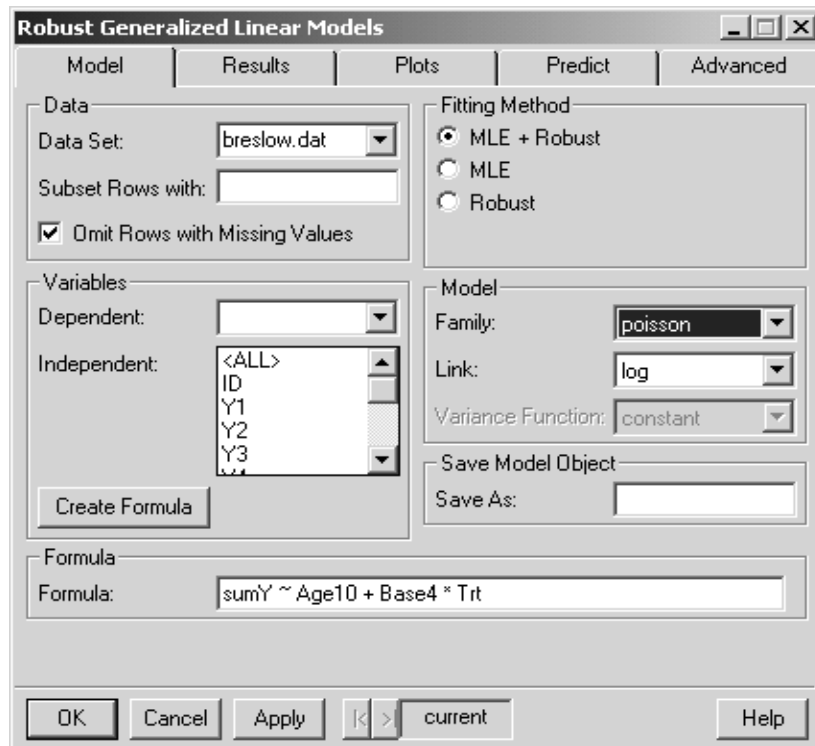 Robust Generalized Linear Models
Model Results Plots Predict Advanced
Data
Data Set: breslow.dat
Subset Rows with:
Omit Rows with Missing Values
Fitting Method
MLE + Robust
MLE
Robust
Variables
Dependent:
Independent: <ALL>
ID
Y1
Y2
Y3
Create Formula
Model
Family: poisson
Link: log
Variance Function: constant
Save Model Object
Save As:
Formula
Formula: sumY ~ Age10 + Base4 * Trt
OK Cancel Apply |< >| current Help